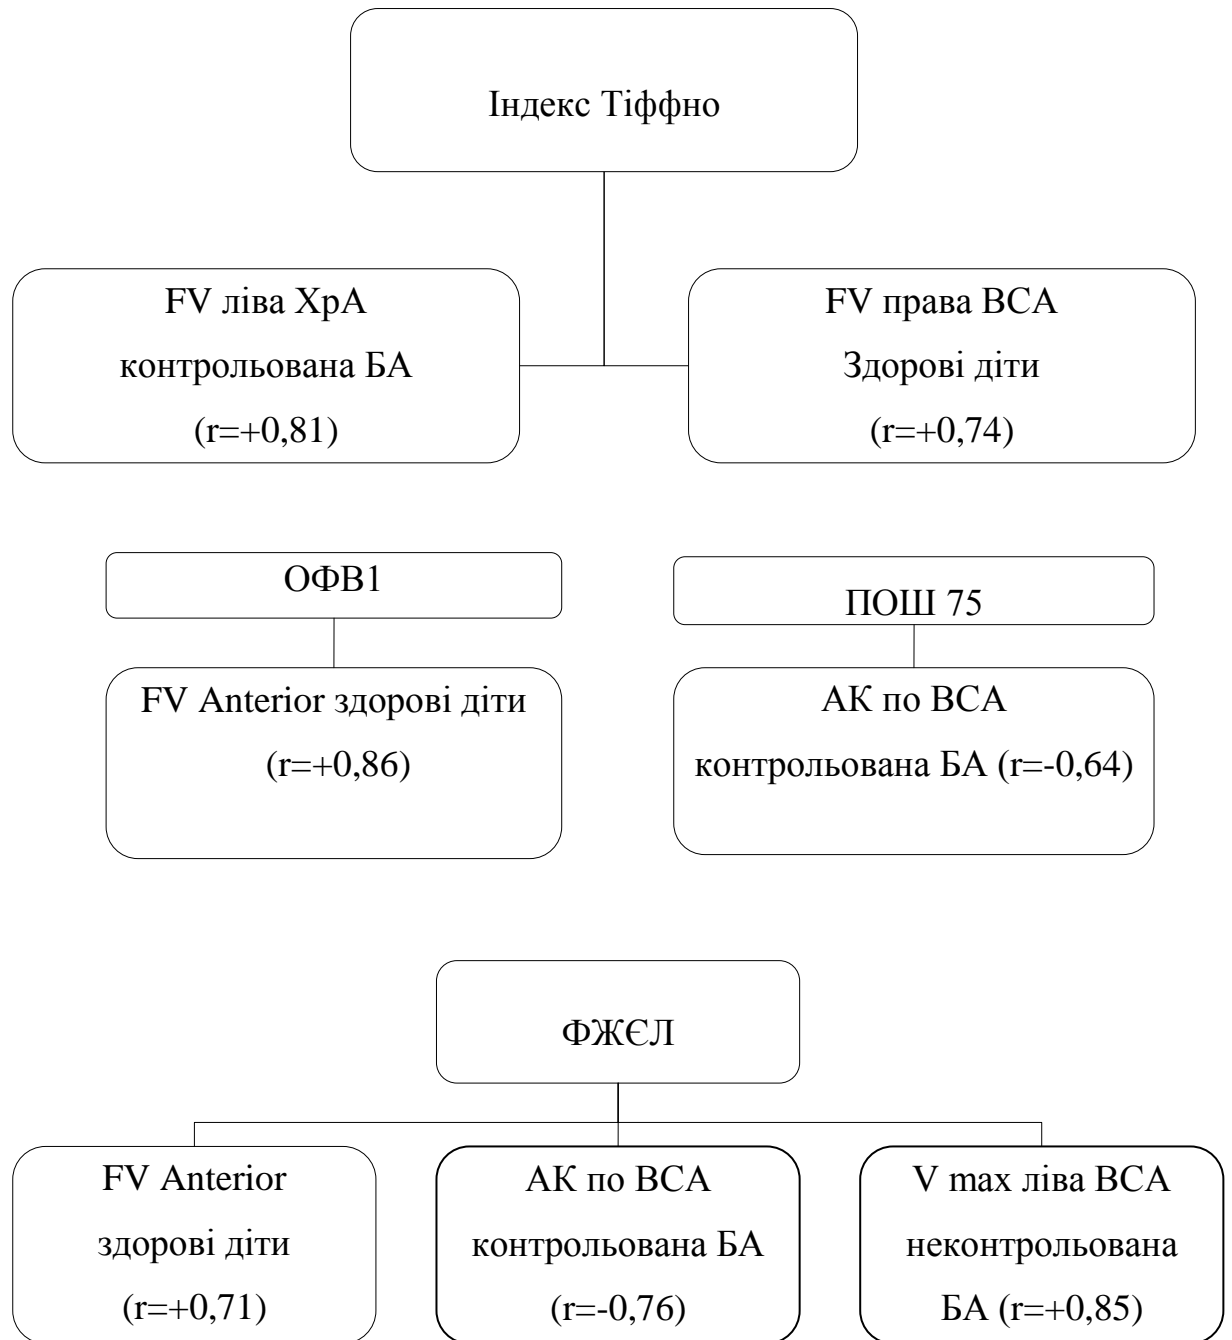 Індекс Тіффно
FV ліва ХрА
контрольована БА
(r=+0,81)
FV права ВСА
Здорові діти
(r=+0,74)
ОФВ1
ПОШ 75
FV Anterior здорові діти
(r=+0,86)
АК по ВСА
контрольована БА (r=-0,64)
ФЖЄЛ
FV Anterior
здорові діти
(r=+0,71)
АК по ВСА
контрольована БА
(r=-0,76)
V max ліва ВСА
неконтрольована
БА (r=+0,85)